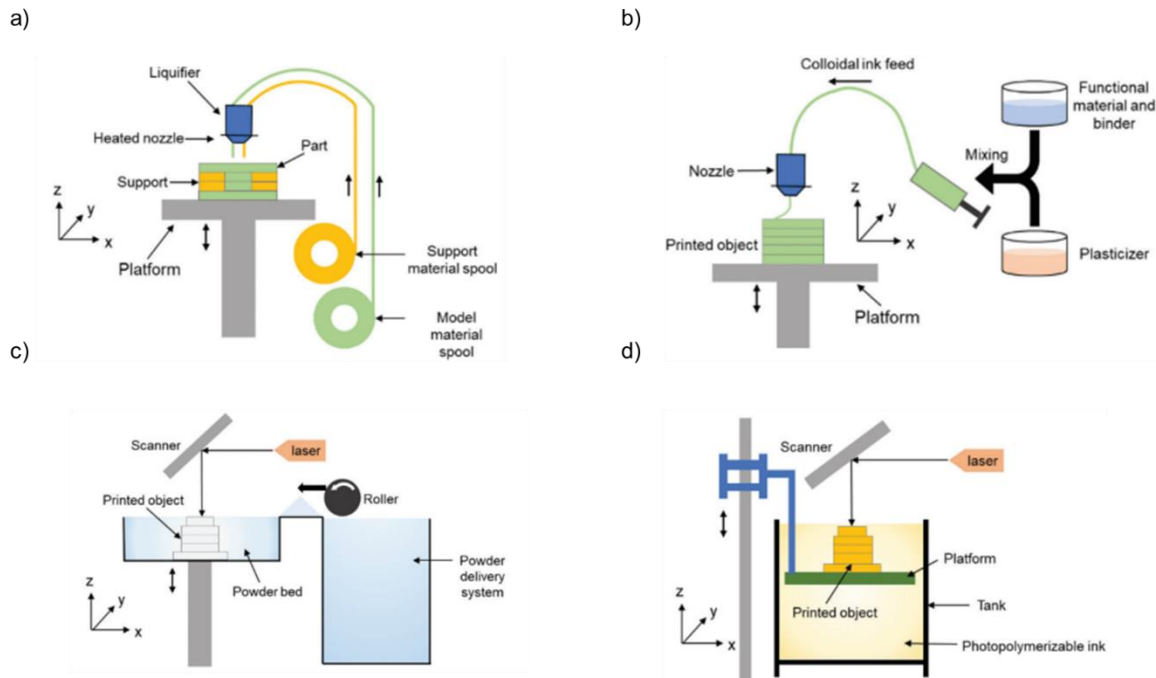 a)
Liquifier
Heated nozzle
Part
Support
z
y
x
Platform
Support
material spool
Model
material
spool
b)
Colloidal ink feed
Functional
material and
binder
Mixing
Nozzle
z
y
x
Printed object
Plasticizer
Platform
c)
Scanner
laser
Printed object
Roller
Powder
delivery
system
Powder bed
z
y
x
d)
Scanner
laser
Platform
Printed object
Tank
z
y
x
Photopolymerizable ink